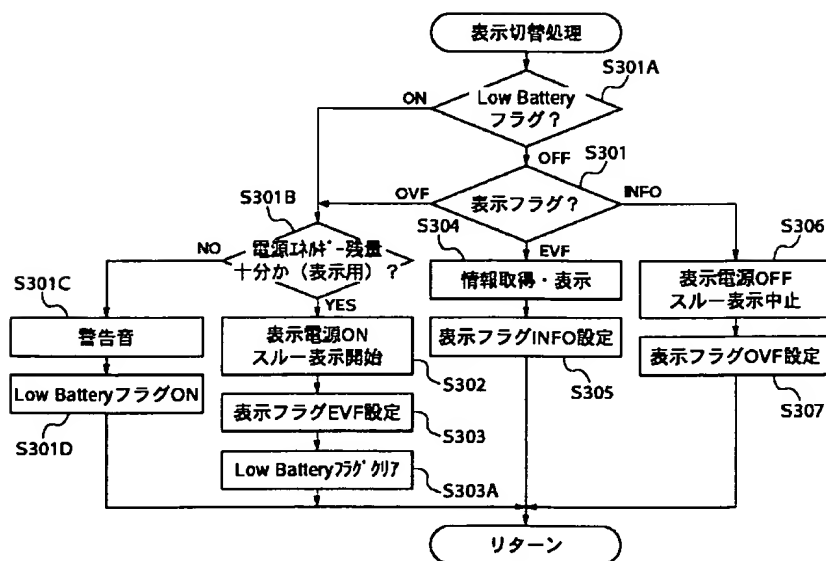 表示切替処理
S301A
ON
Low Battery
フラグ？
OFF
S301
OVF
表示フラグ？
INFO
S301B
S304
EVF
S306
NO
電源ｴﾈﾙｷﾞｰ残量
十分か（表示用）？
YES
情報取得・表示
表示電源OFF
スルー表示中止
S301C
警告音
表示電源ON
スルー表示開始
S302
表示フラグINFO設定
S305
表示フラグOVF設定
S307
Low BatteryフラグON
S301D
表示フラグEVF設定
S303
Low Batteryﾌﾗｸﾞｸﾘｱ
S303A
リターン